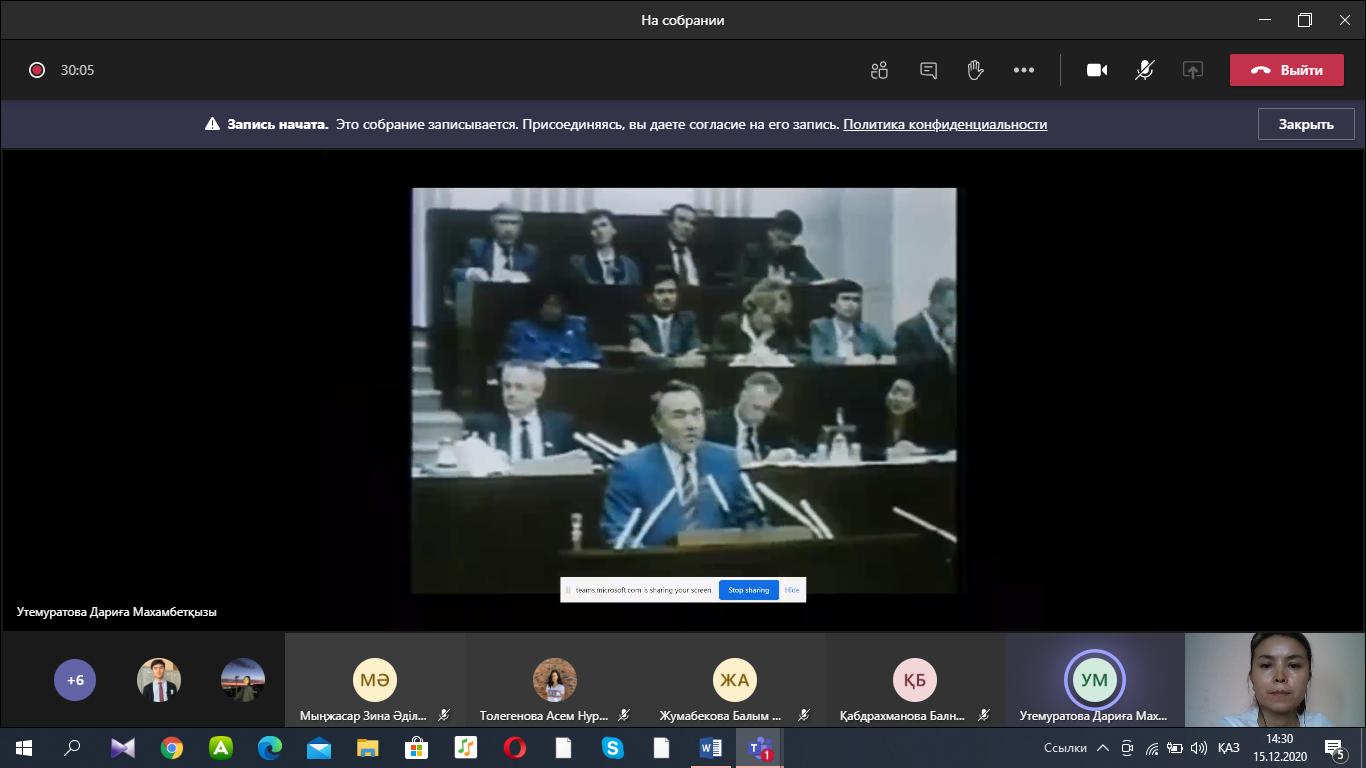 На собрании
30:05
Выйти
Запись начата. Это собрание записывается. Присоединяясь, вы даете согласие на его запись. Политика конфиденциальности
Закрыть
teams.microsoft.com is sharing your screen.
Stop sharing
Hide
Утемуратова Дариға Махамбетқызы
+6
МӘ
ЖА
ҚБ
УМ
Мыңжасар Зина Әділ...
Толегенова Асем Нур...
Жумабекова Балым ...
Қабдрахманова Балн...
Утемуратова Дариға Мах...
Ссылки
ҚАЗ
14:30
15.12.2020
5
1